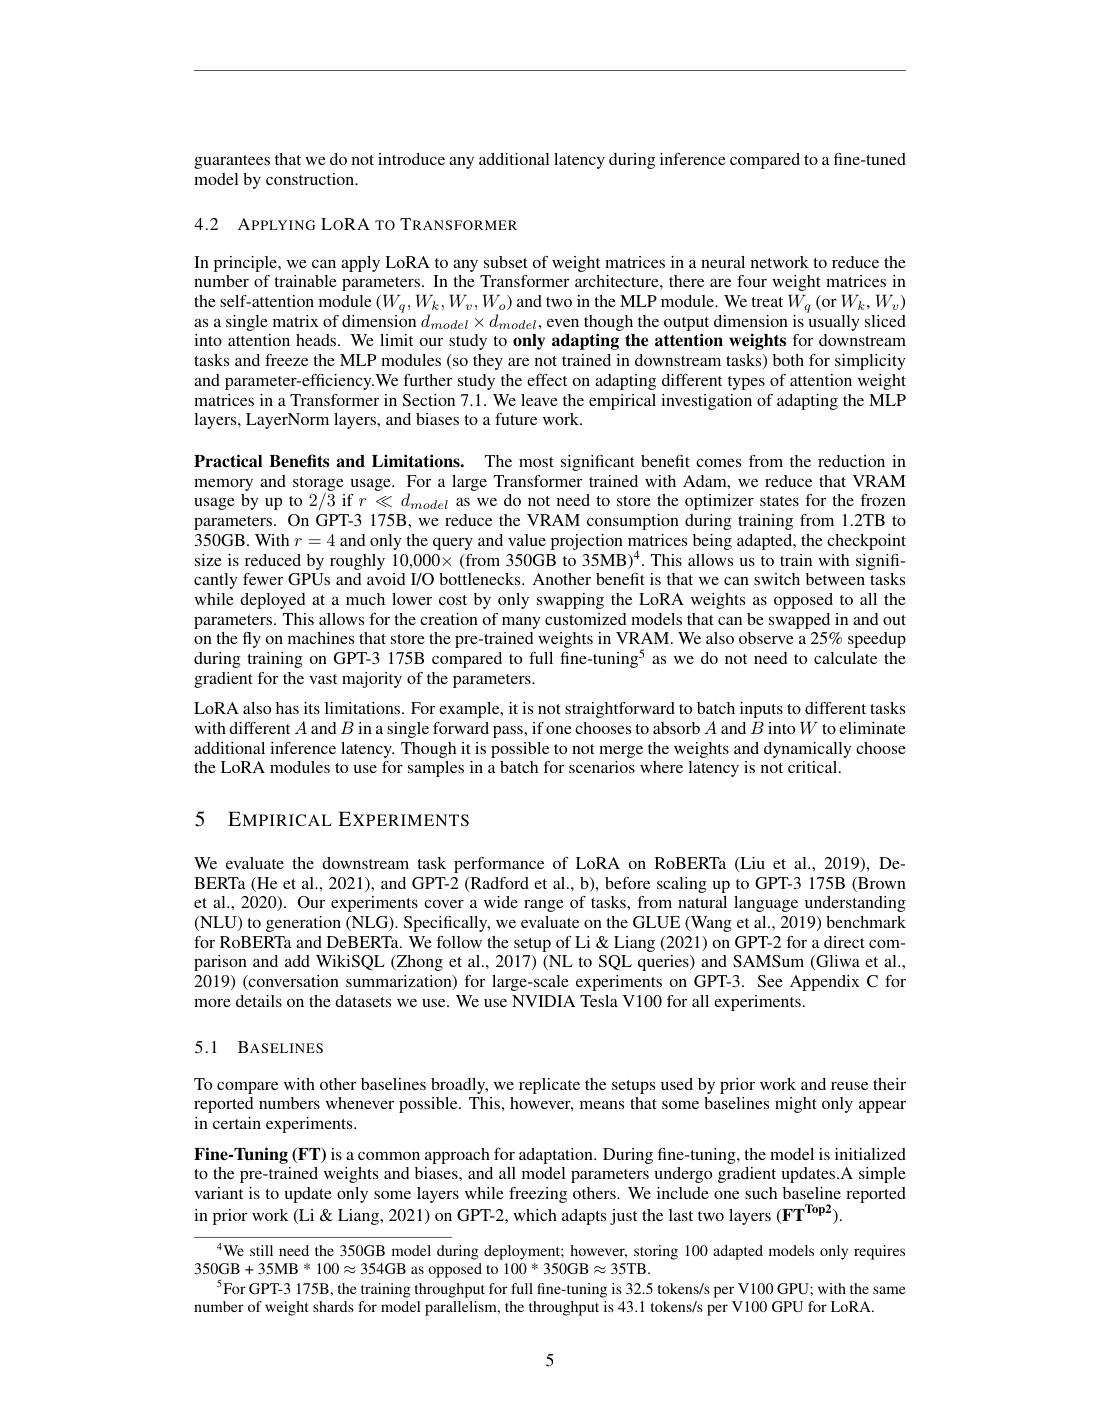 guarantees that we do not introduce any additional latency during inference compared to a fine-tuned
model by construction.
4.2 APPLYING LORA TO TRANSFORMER
In principle, we can apply LoRA to any subset of weight matrices in a neural network to reduce the
number of trainable parameters. In the Transformer architecture, there are four weight matrices in
the self-attention module (W_q, W_k, W_v, W_o) and two in the MLP module. We treat W_q (or W_k, W_v)
as a single matrix of dimension d_model × d_model, even though the output dimension is usually sliced
into attention heads. We limit our study to only adapting the attention weights for downstream
tasks and freeze the MLP modules (so they are not trained in downstream tasks) both for simplicity
and parameter-efficiency.We further study the effect on adapting different types of attention weight
matrices in a Transformer in Section 7.1. We leave the empirical investigation of adapting the MLP
layers, LayerNorm layers, and biases to a future work.
Practical Benefits and Limitations. The most significant benefit comes from the reduction in
memory and storage usage. For a large Transformer trained with Adam, we reduce that VRAM
usage by up to 2/3 if r ≪ d_model as we do not need to store the optimizer states for the frozen
parameters. On GPT-3 175B, we reduce the VRAM consumption during training from 1.2TB to
350GB. With r = 4 and only the query and value projection matrices being adapted, the checkpoint
size is reduced by roughly 10,000× (from 350GB to 35MB)⁴. This allows us to train with signifi-
cantly fewer GPUs and avoid I/O bottlenecks. Another benefit is that we can switch between tasks
while deployed at a much lower cost by only swapping the LoRA weights as opposed to all the
parameters. This allows for the creation of many customized models that can be swapped in and out
on the fly on machines that store the pre-trained weights in VRAM. We also observe a 25% speedup
during training on GPT-3 175B compared to full fine-tuning⁵ as we do not need to calculate the
gradient for the vast majority of the parameters.
LoRA also has its limitations. For example, it is not straightforward to batch inputs to different tasks
with different A and B in a single forward pass, if one chooses to absorb A and B into W to eliminate
additional inference latency. Though it is possible to not merge the weights and dynamically choose
the LoRA modules to use for samples in a batch for scenarios where latency is not critical.
5 EMPIRICAL EXPERIMENTS
We evaluate the downstream task performance of LoRA on RoBERTa (Liu et al., 2019), De-
BERTa (He et al., 2021), and GPT-2 (Radford et al., b), before scaling up to GPT-3 175B (Brown
et al., 2020). Our experiments cover a wide range of tasks, from natural language understanding
(NLU) to generation (NLG). Specifically, we evaluate on the GLUE (Wang et al., 2019) benchmark
for RoBERTa and DeBERTa. We follow the setup of Li & Liang (2021) on GPT-2 for a direct com-
parison and add WikiSQL (Zhong et al., 2017) (NL to SQL queries) and SAMSum (Gliwa et al.,
2019) (conversation summarization) for large-scale experiments on GPT-3. See Appendix C for
more details on the datasets we use. We use NVIDIA Tesla V100 for all experiments.
5.1 BASELINES
To compare with other baselines broadly, we replicate the setups used by prior work and reuse their
reported numbers whenever possible. This, however, means that some baselines might only appear
in certain experiments.
Fine-Tuning (FT) is a common approach for adaptation. During fine-tuning, the model is initialized
to the pre-trained weights and biases, and all model parameters undergo gradient updates.A simple
variant is to update only some layers while freezing others. We include one such baseline reported
in prior work (Li & Liang, 2021) on GPT-2, which adapts just the last two layers (FT^Top2).
⁴We still need the 350GB model during deployment; however, storing 100 adapted models only requires
350GB + 35MB * 100 ≈ 354GB as opposed to 100 * 350GB ≈ 35TB.
⁵For GPT-3 175B, the training throughput for full fine-tuning is 32.5 tokens/s per V100 GPU; with the same
number of weight shards for model parallelism, the throughput is 43.1 tokens/s per V100 GPU for LoRA.
5